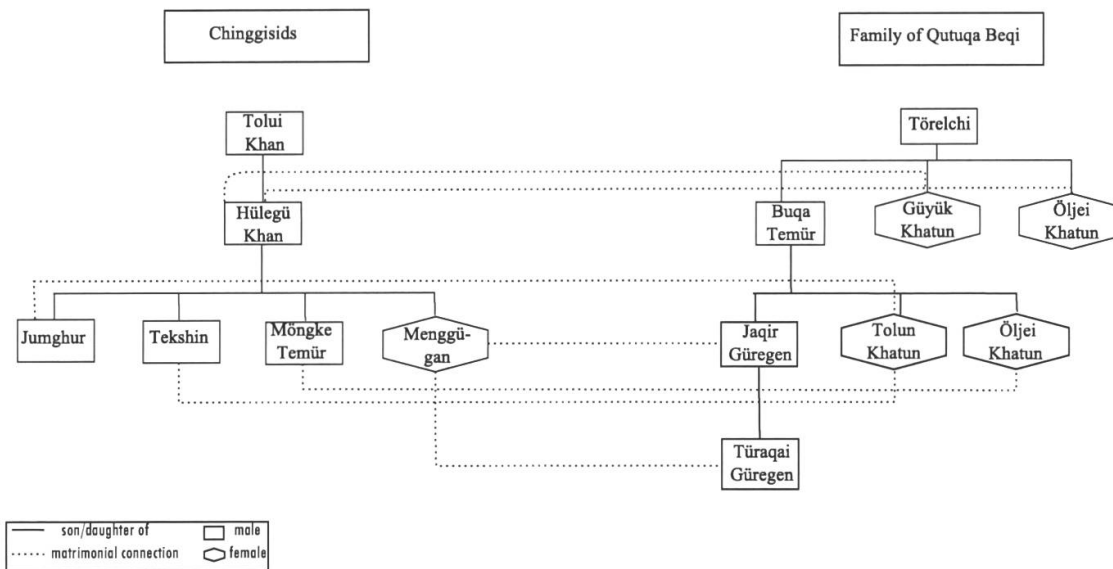 Chinggisids
Family of Qutuqa Beqi
Tolui
Khan
Törelchi
Hülegü
Khan
Buqa
Temür
Güyük
Khatun
Öljei
Khatun
Jumghur
Tekshin
Möngke
Temür
Menggü-
gan
Jaqir
Güregen
Tolun
Khatun
Öljei
Khatun
Türaqai
Güregen
son/daughter of
male
matrimonial connection
female